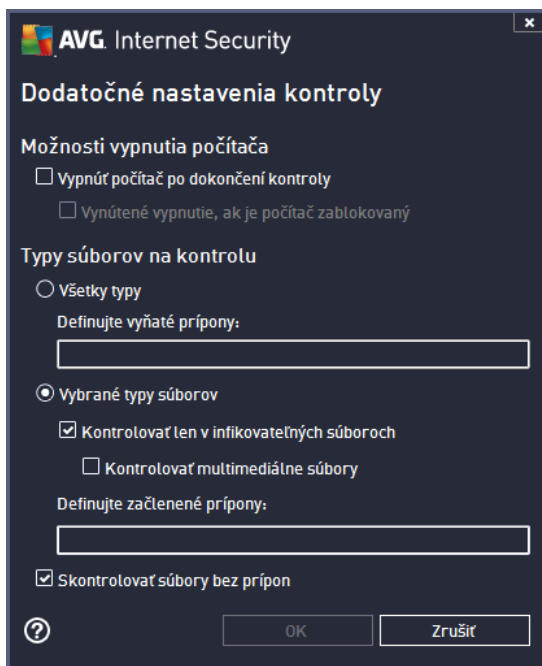 AVG. Internet Security
Dodatočné nastavenia kontroly
Možnosti vypnutia počítača
Vypnúť počítač po dokončení kontroly
Vynútené vypnutie, ak je počítač zablokovaný
Typy súborov na kontrolu
Všetky typy
Definujte vyňaté prípony:
Vybrané typy súborov
Kontrolovať len v infikovateľných súboroch
Kontrolovať multimediálne súbory
Definujte začlenené prípony:
Skontrolovať súbory bez prípon
OK
Zrušiť